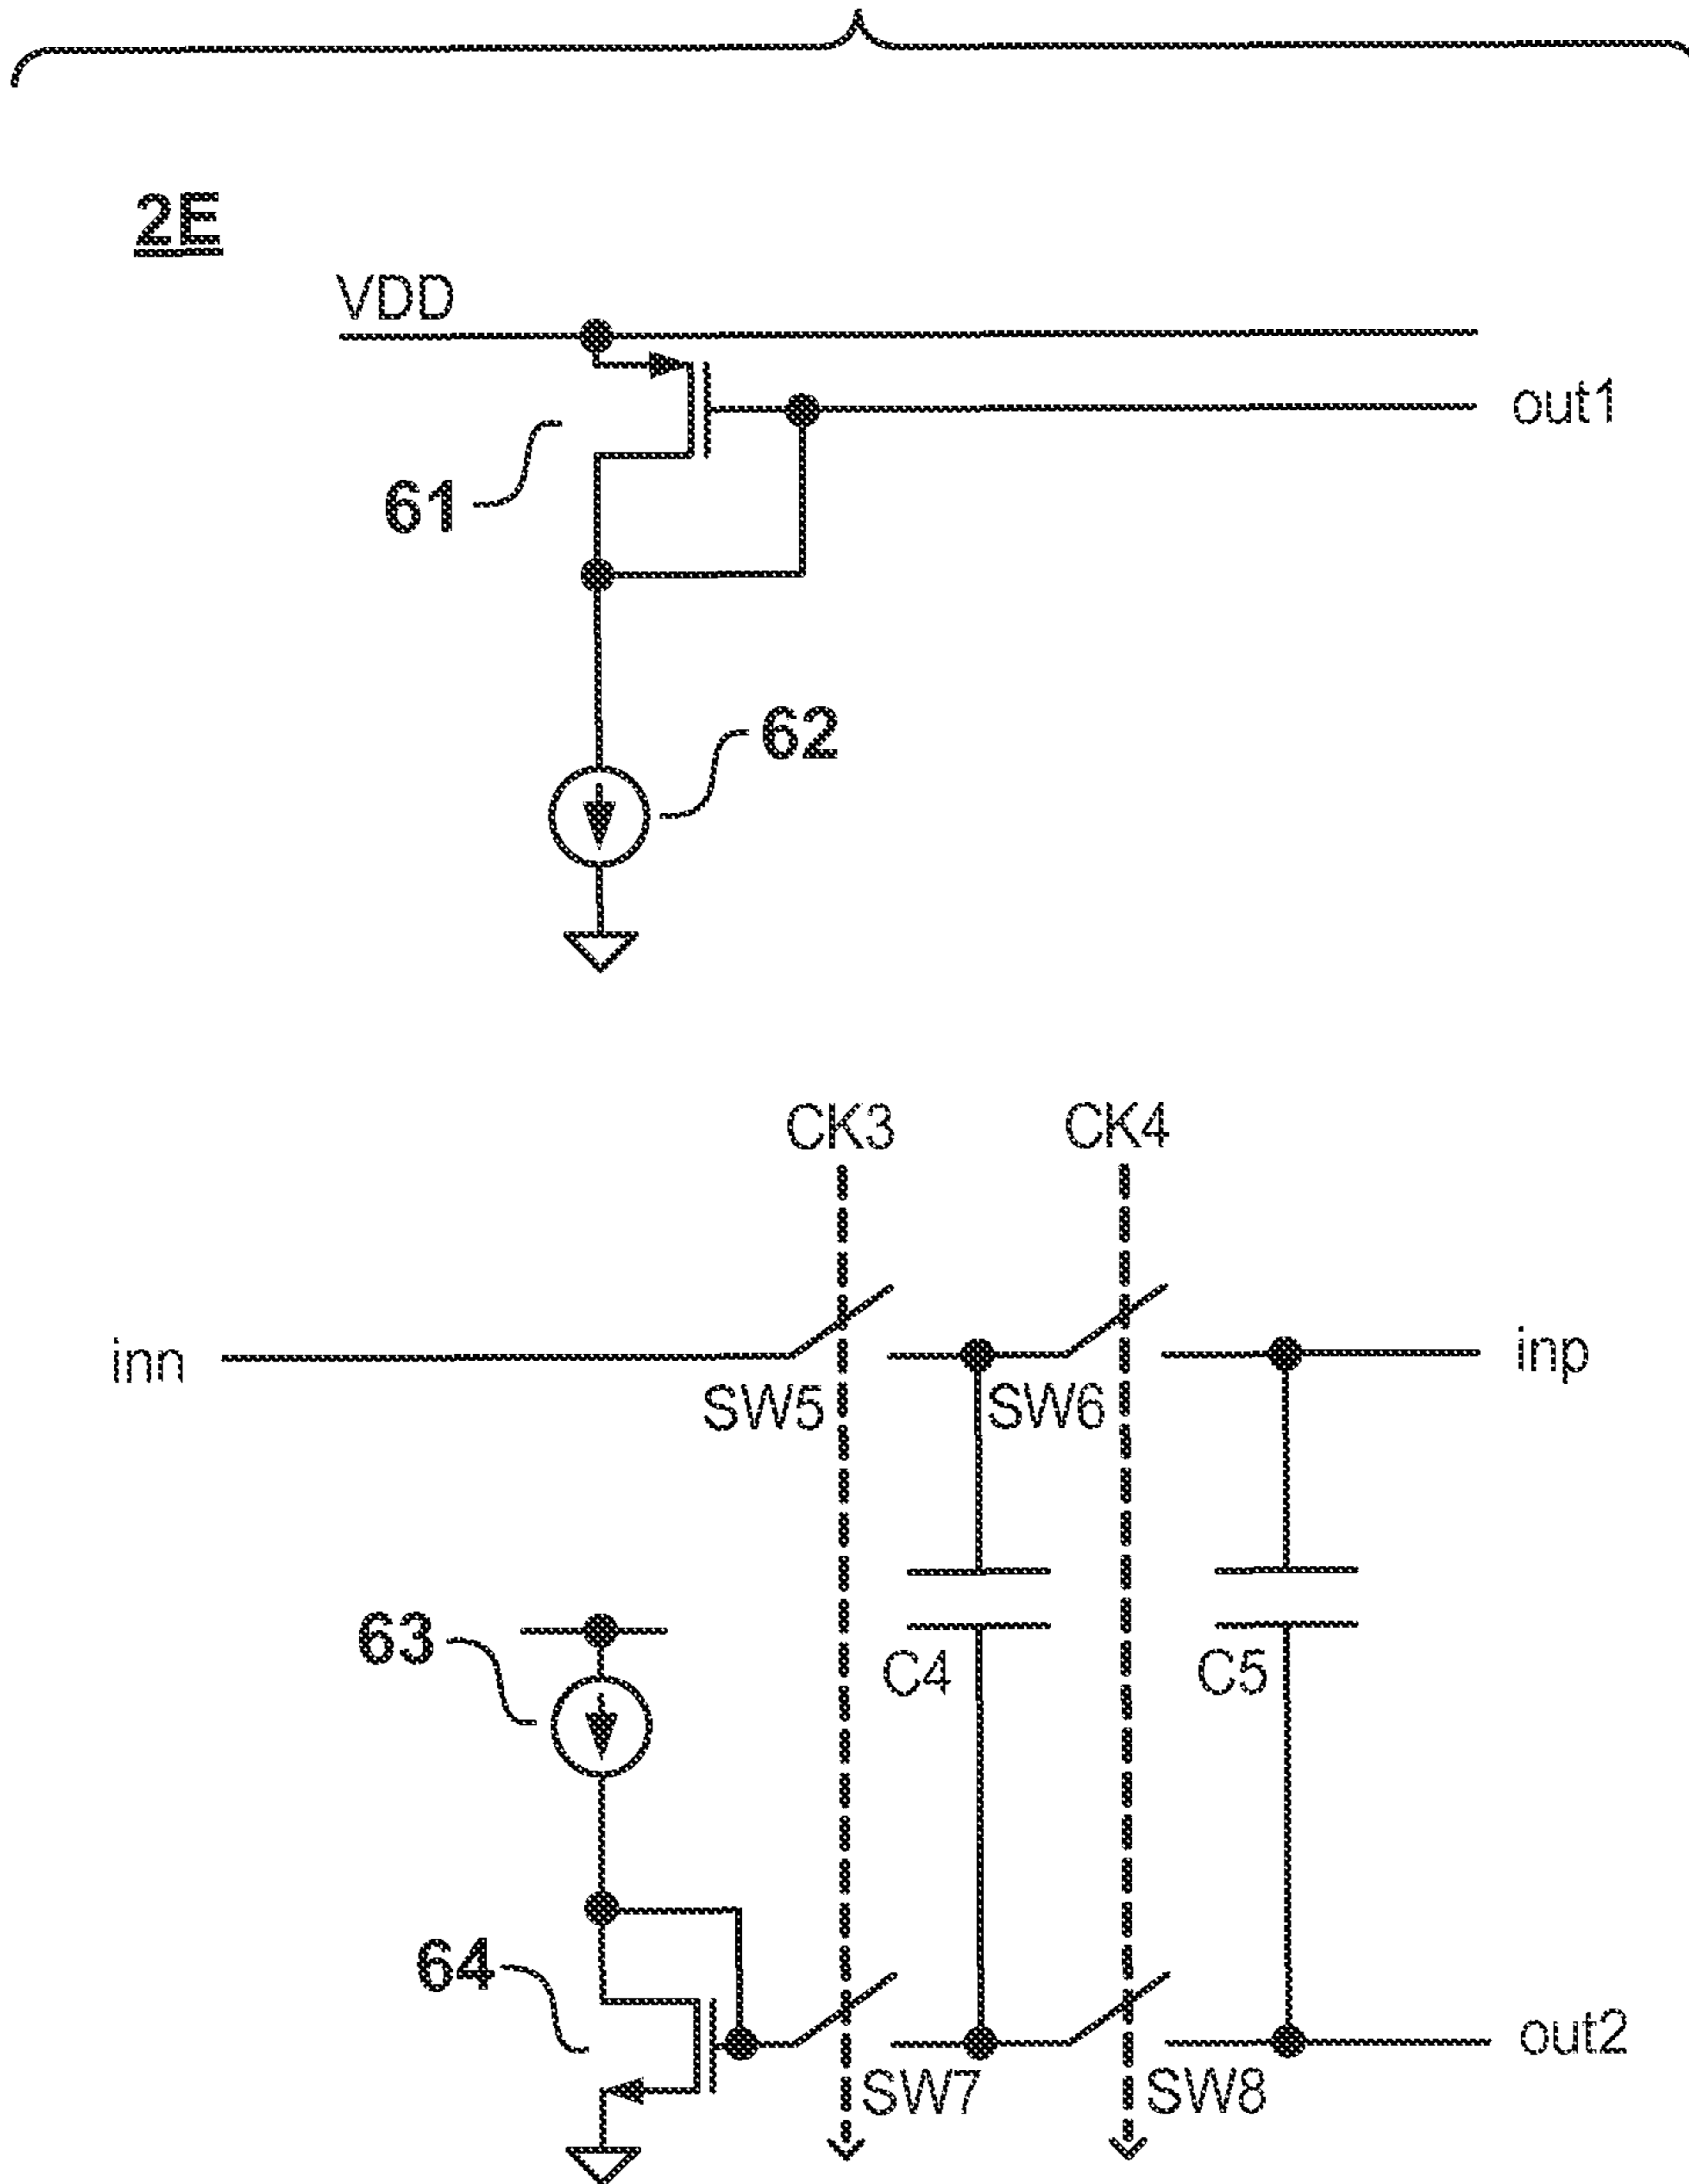 2E
VDD
out1
61
62
CK3 CK4
inn
inp
SW5 SW6
63
C4 C5
64
out2
SW7 SW8